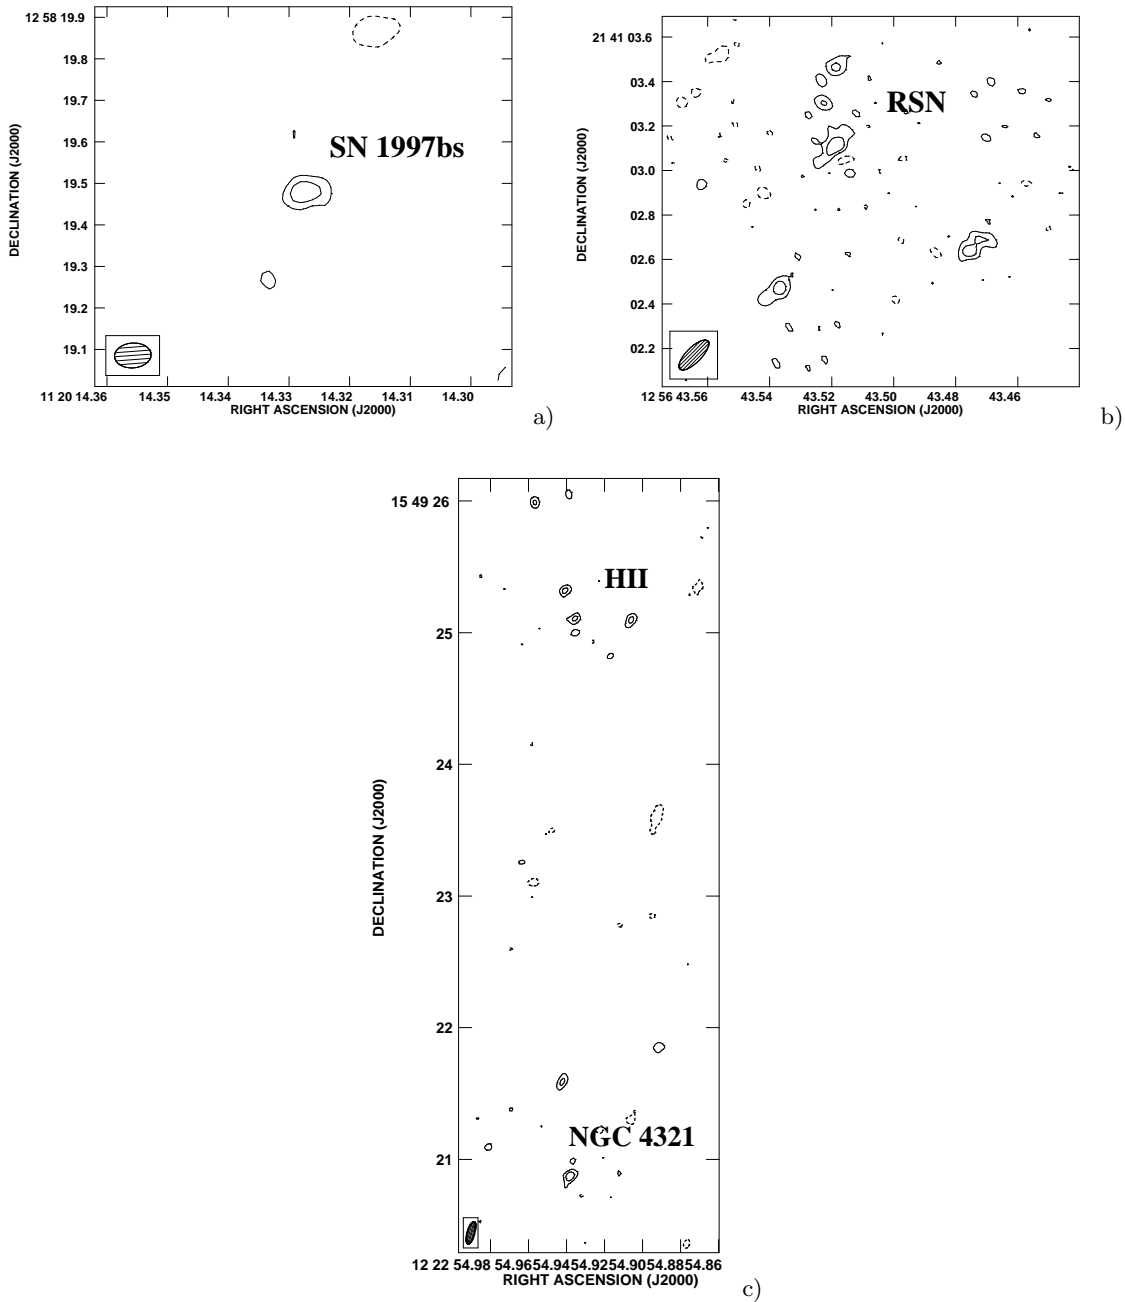 12 58 19.9
19.8
19.7
19.6
19.5
19.4
19.3
19.2
19.1
DECLINATION (J2000)
SN 1997bs
11 20 14.36 14.35 14.34 14.33 14.32 14.31 14.30
RIGHT ASCENSION (J2000)
a)
21 41 03.6
03.4
03.2
03.0
02.8
02.6
02.4
02.2
DECLINATION (J2000)
RSN
12 56 43.56 43.54 43.52 43.50 43.48 43.46
RIGHT ASCENSION (J2000)
b)
15 49 26
25
24
23
22
21
DECLINATION (J2000)
HII
NGC 4321
12 22 54.98 54.96 54.94 54.92 54.90 54.88 54.86
RIGHT ASCENSION (J2000)
c)